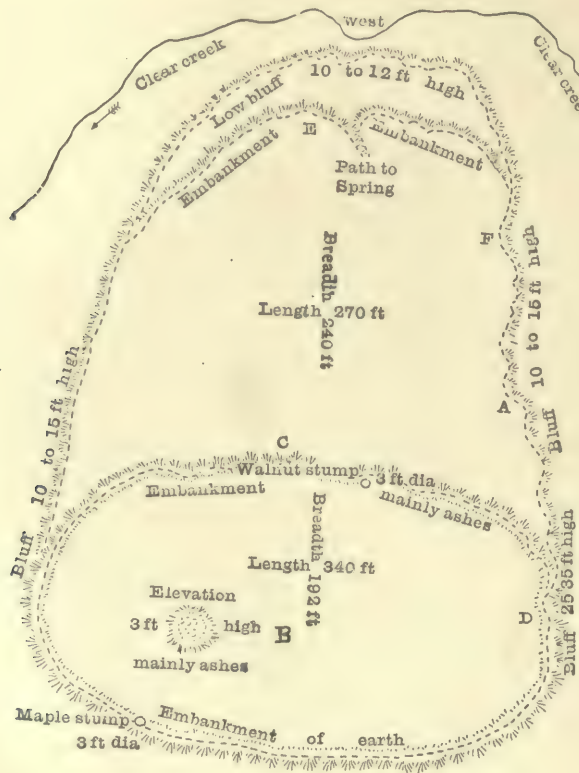 West
Clear creek
Clear creek
10 to 12 ft high
Low bluff
E
Embankment
Embankment
Path to
Spring
F
Breadth 240 ft
Length 270 ft
10 to 15 ft high
Bluff
A
C
Walnut stump 3 ft dia
Embankment
mainly ashes
Bluff 10 to 15 ft high
Breadth 192 ft
Length 340 ft
Bluff 25 35 ft high
D
Elevation
3 ft high
B
mainly ashes
Maple stump
3 ft dia
Embankment of earth